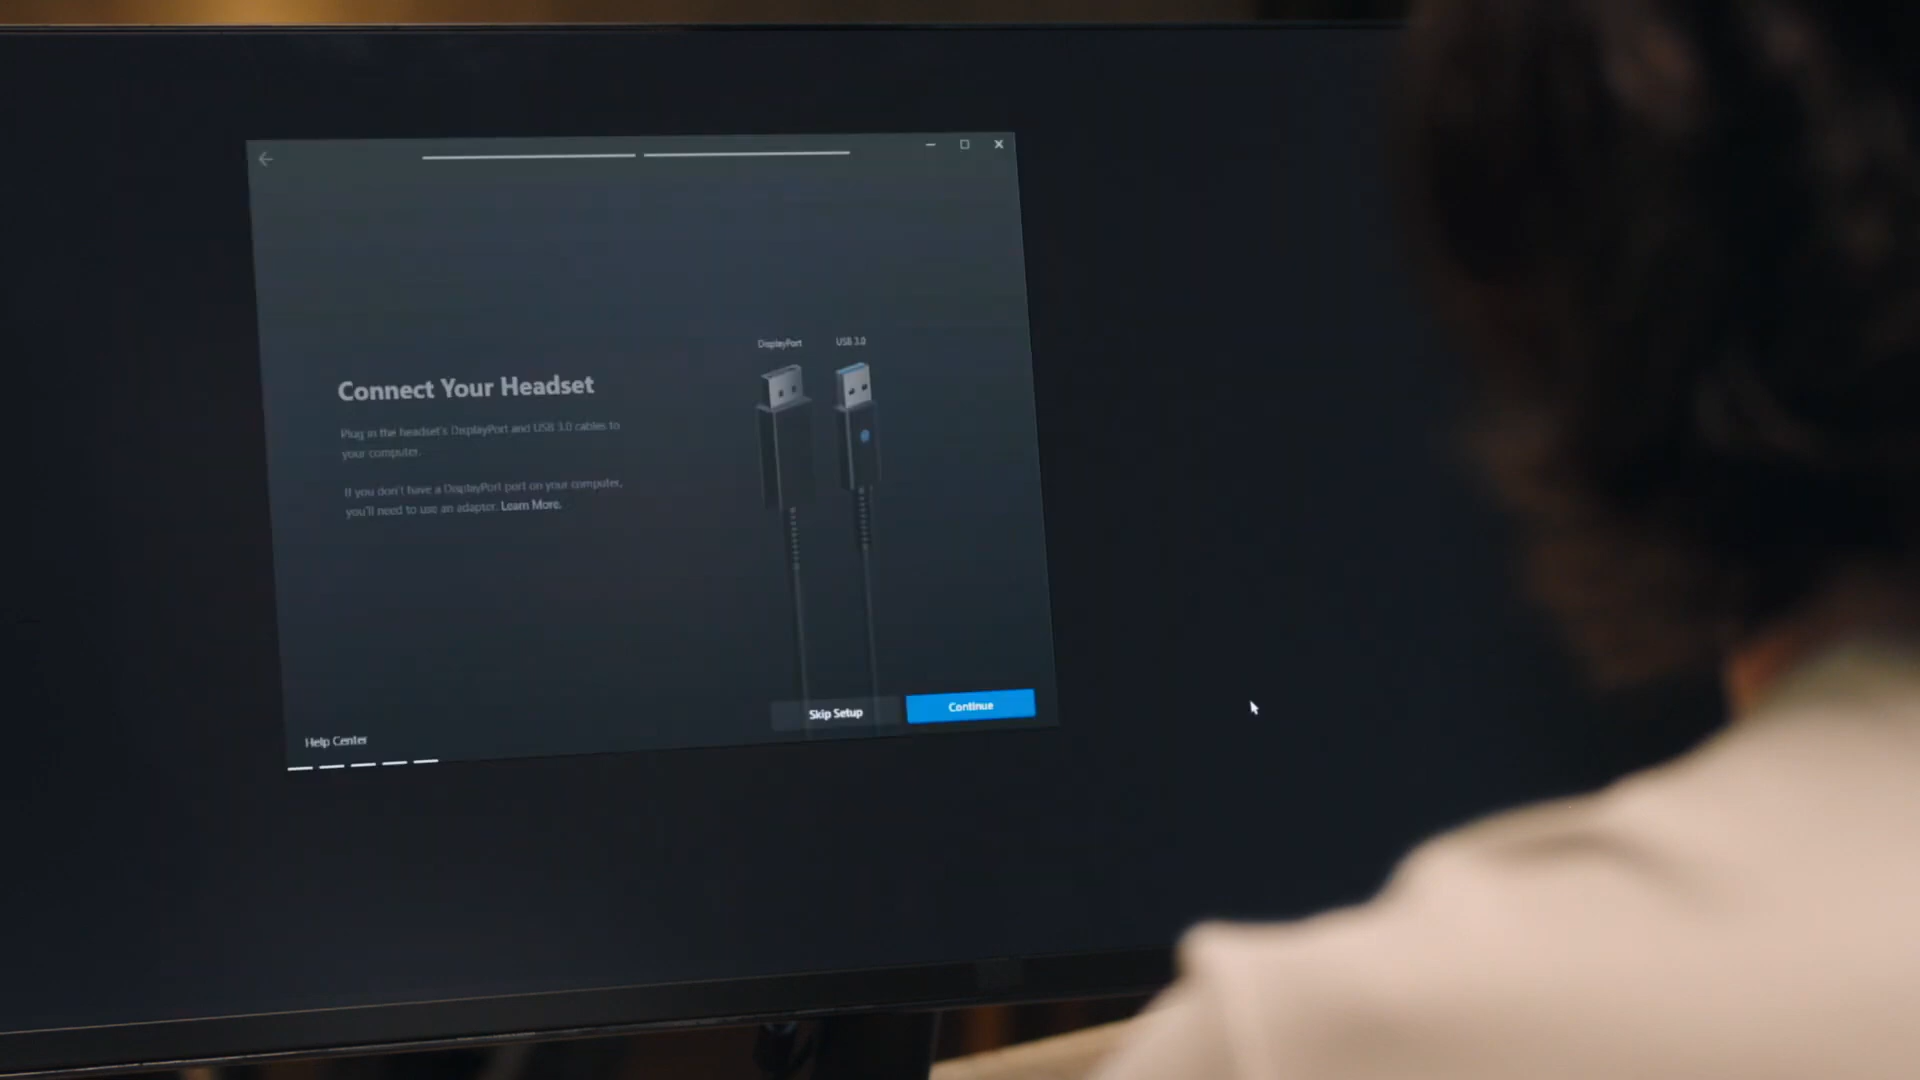 DisplayPort USB 3.0
Connect Your Headset
Plug in the headset's DisplayPort and USB 3.0 cables to
your computer.
If you don't have a DisplayPort port on your computer,
you'll need to use an adapter. Learn More.
Skip Setup Continue
Help Center